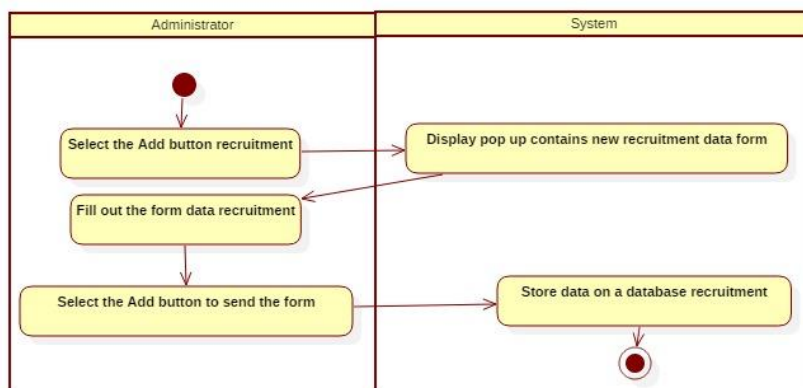 Administrator
System
Select the Add button recruitment
Display pop up contains new recruitment data form
Fill out the form data recruitment
Select the Add button to send the form
Store data on a database recruitment